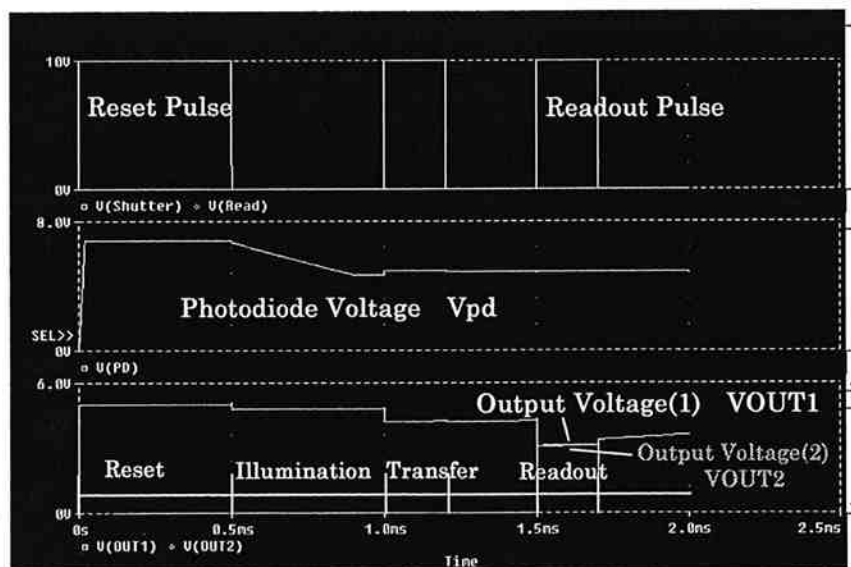 10V
Reset Pulse
Readout Pulse
0V
V(Shutter) V(Read)
8.0V
Photodiode Voltage Vpd
SEL>>
0V
V(PD)
6.0V
Output Voltage(1) VOUT1
Output Voltage(2)
VOUT2
Reset Illumination Transfer Readout
0V
0s 0.5ms 1.0ms 1.5ms 2.0ms 2.5ms
V(OUT1) V(OUT2)
Time